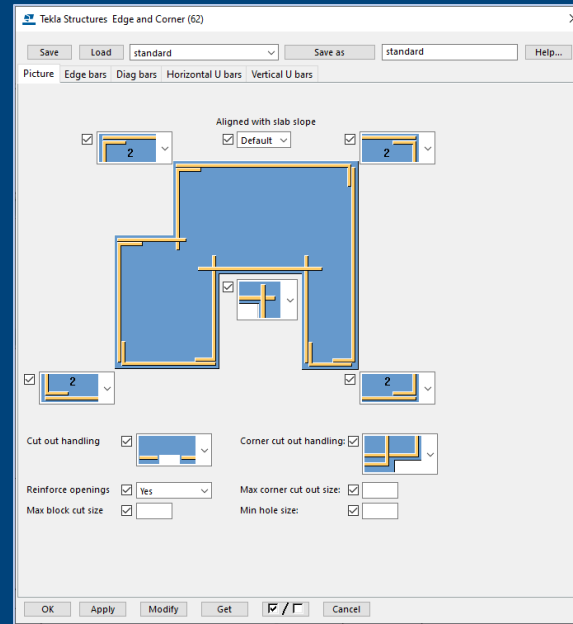 Tekla Structures Edge and Corner (62)
Save Load standard Save as standard Help...
Picture Edge bars Diag bars Horizontal U bars Vertical U bars
Aligned with slab slope
2 Default 2
2 2
Cut out handling Corner cut out handling:
Reinforce openings Yes Max corner cut out size:
Max block cut size Min hole size:
OK Apply Modify Get / Cancel